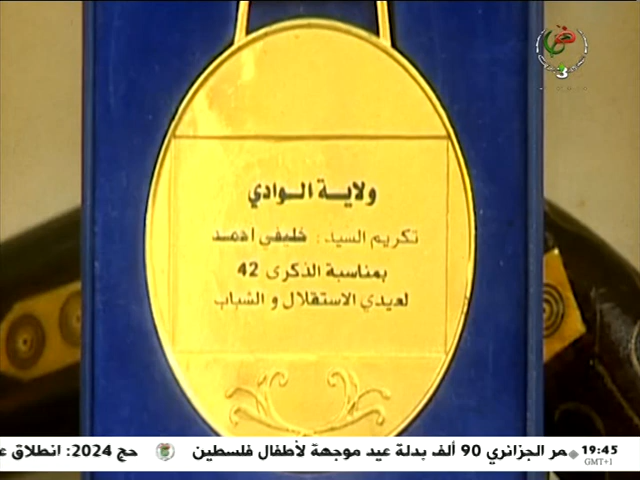 ولاية الوادي
تكريم السيد : خليفي احمد
بمناسبة الذكرى 42
لعيدي الاستقلال و الشباب
19:45
GMT+1
مر الجزائري 90 ألف بدلة عيد موجهة لأطفال فلسطين
حج 2024: انطلاق